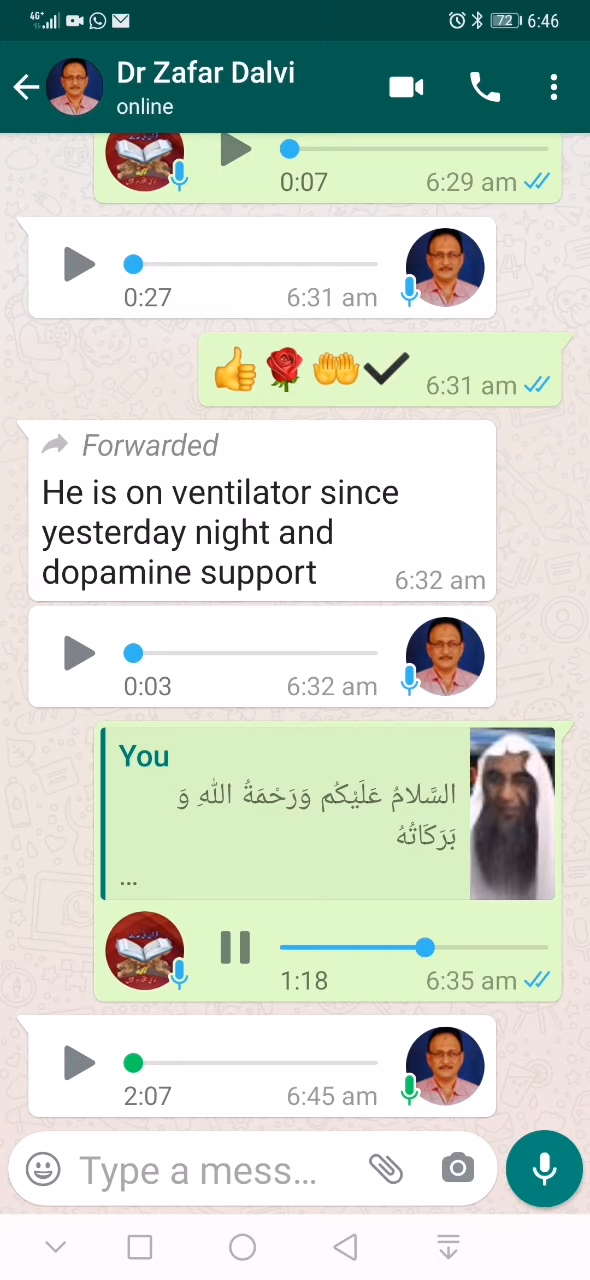 4G+
72
6:46
Dr Zafar Dalvi
online
0:07
6:29 am
0:27
6:31 am
6:31 am
Forwarded
He is on ventilator since
yesterday night and
dopamine support
6:32 am
0:03
6:32 am
You
السَّلامُ عَلَيْكُم وَرَحْمَةُ اللهِ وَ
بَرَكَاتُهُ
...
1:18
6:35 am
2:07
6:45 am
Type a mess...